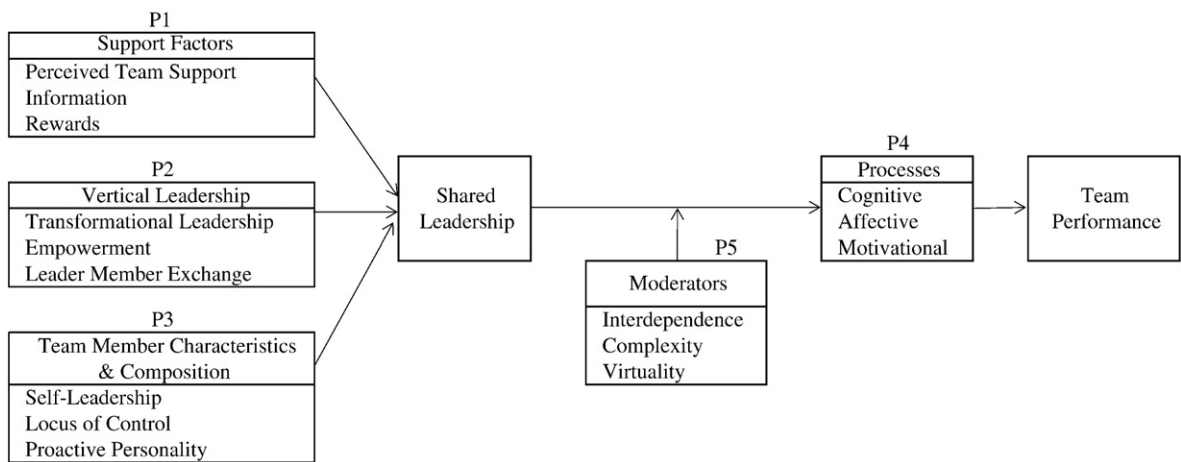 P1
Support Factors
Perceived Team Support
Information
Rewards
P2
Vertical Leadership
Transformational Leadership
Empowerment
Leader Member Exchange
P3
Team Member Characteristics
& Composition
Self-Leadership
Locus of Control
Proactive Personality
Shared
Leadership
P5
Moderators
Interdependence
Complexity
Virtuality
P4
Processes
Cognitive
Affective
Motivational
Team
Performance